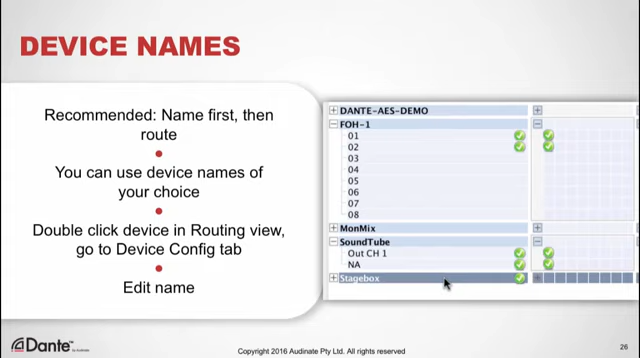 DEVICE NAMES
Recommended: Name first, then
route
You can use device names of
your choice
Double click device in Routing view,
go to Device Config tab
Edit name
DANTE-AES-DEMO
FOH-1
01
02
03
04
05
06
07
08
MonMix
SoundTube
Out CH 1
NA
Stagebox
Dante™
by Audinate
Copyright 2016 Audinate Pty Ltd. All rights reserved
26